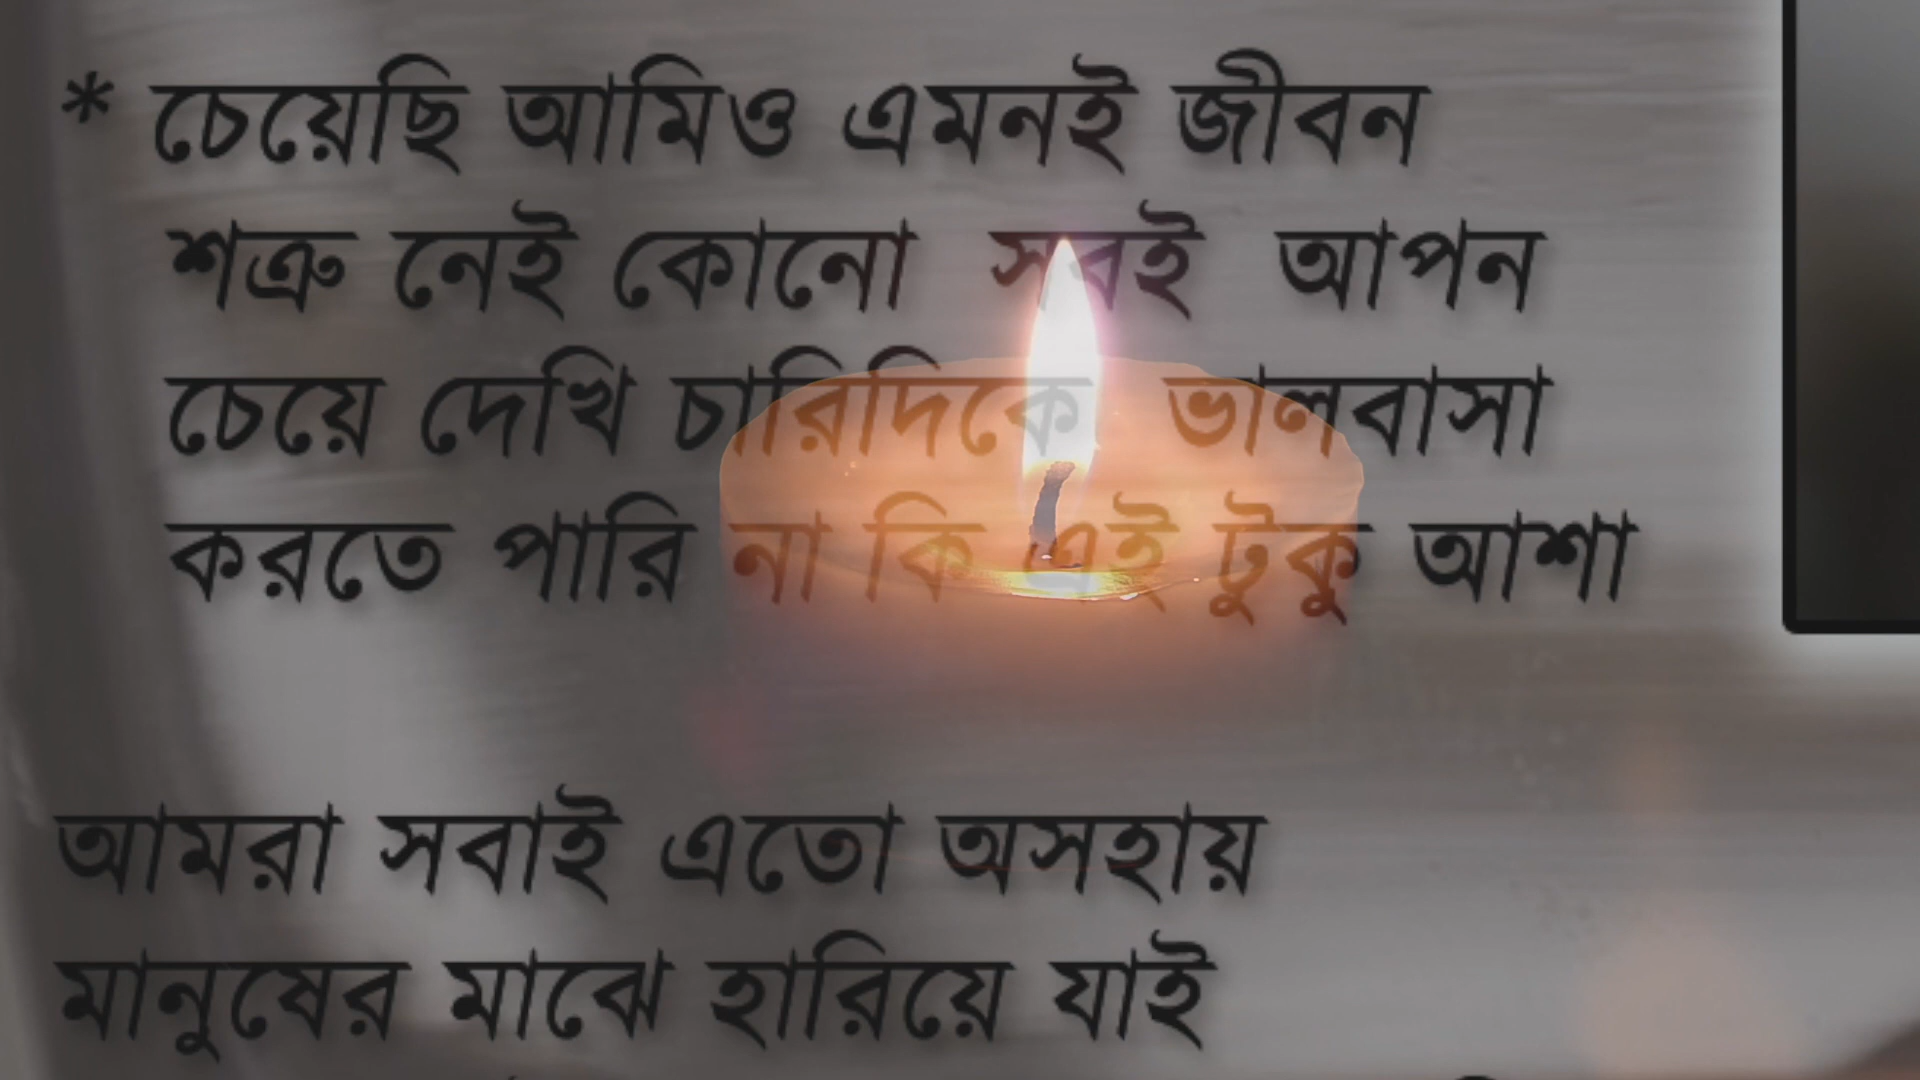 * চেয়েছি আমিও এমনই জীবন
শত্রু নেই কোনো সবই আপন
চেয়ে দেখি চারিদিকে ভালবাসা
করতে পারি না কি এই টুকু আশা
আমরা সবাই এতো অসহায়
মানুষের মাঝে হারিয়ে যাই